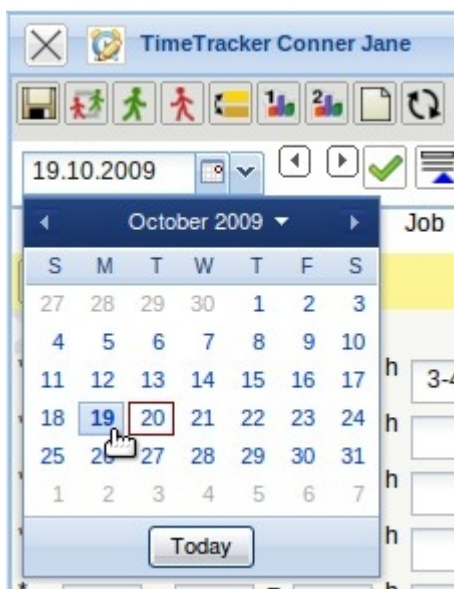 TimeTracker Conner Jane
1 2
19.10.2009
October 2009
Job
S M T W T F S
27 28 29 30 1 2 3
4 5 6 7 8 9 10
11 12 13 14 15 16 17
h 3-4
18 19 20 21 22 23 24
h
25 26 27 28 29 30 31
h
1 2 3 4 5 6 7
h
Today